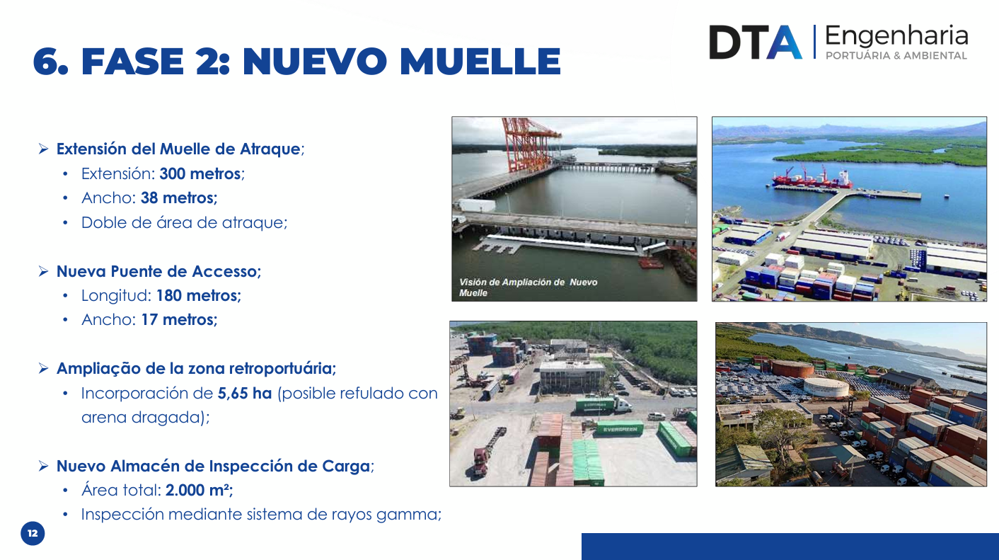 6. FASE 2: NUEVO MUELLE
DTA Engenharia
PORTUÁRIA & AMBIENTAL
➢ Extensión del Muelle de Atraque;
• Extensión: 300 metros;
• Ancho: 38 metros;
• Doble de área de atraque;
➢ Nueva Puente de Accesso;
• Longitud: 180 metros;
• Ancho: 17 metros;
➢ Ampliação de la zona retroportuária;
• Incorporación de 5,65 ha (posible refulado con
arena dragada);
➢ Nuevo Almacén de Inspección de Carga;
• Área total: 2.000 m²;
• Inspección mediante sistema de rayos gamma;
Visión de Ampliación de Nuevo
Muelle
EVERGREEN
12